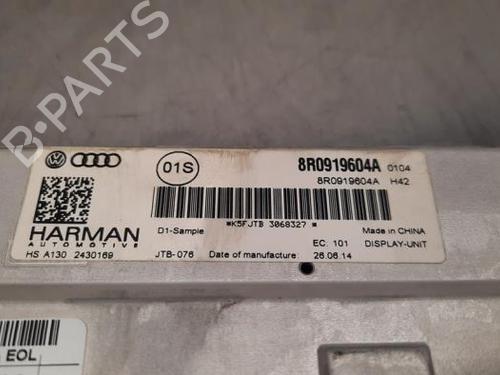 B-PARTS
01S
8R0919604A 0104
8R0919604A H42
*K5FJTB 3068327*
HARMAN
AUTOMOTIVE
D1-Sample
Made in CHINA
EC: 101 DISPLAY-UNIT
HS A130 2430169
JTB-076 Date of manufacture: 26.06.14
EOL